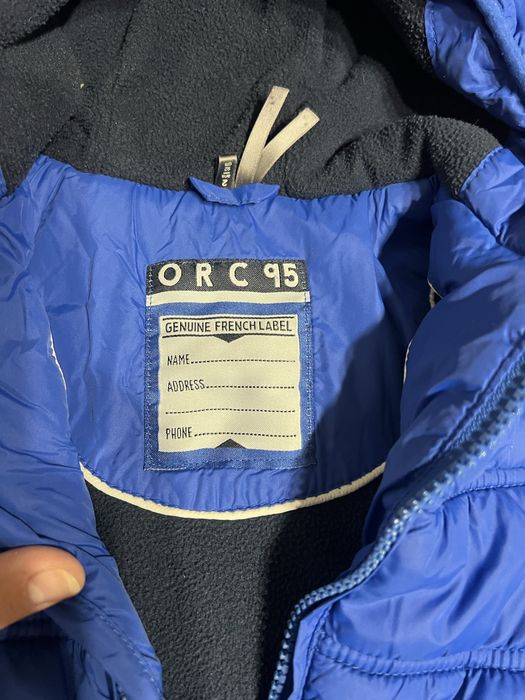 ORC 95
GENUINE FRENCH LABEL
NAME
ADDRESS
PHONE